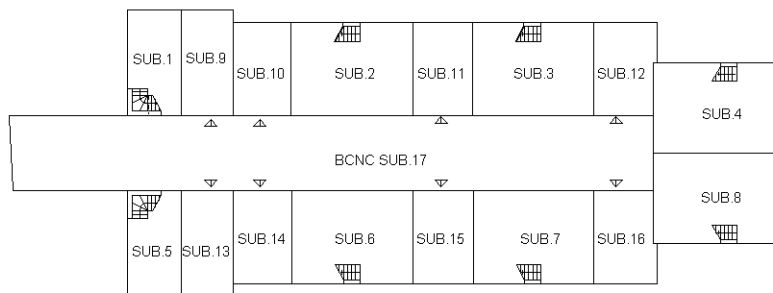 SUB.1
SUB.9
SUB.10
SUB.2
SUB.11
SUB.3
SUB.12
SUB.4
BCNC SUB.17
SUB.5
SUB.13
SUB.14
SUB.6
SUB.15
SUB.7
SUB.16
SUB.8